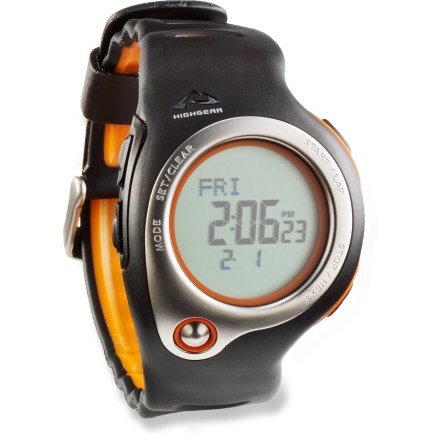 HIGHGEAR
SET/CLEAR
START/LAP
MODE
STOP/NEXT
FRI
2:06 PM 23
2- 1